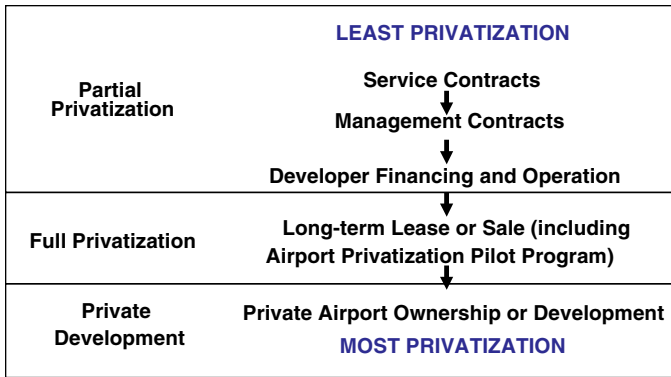 LEAST PRIVATIZATION
Partial
Privatization
Service Contracts
Management Contracts
Developer Financing and Operation
Full Privatization
Long-term Lease or Sale (including
Airport Privatization Pilot Program)
Private
Development
Private Airport Ownership or Development
MOST PRIVATIZATION